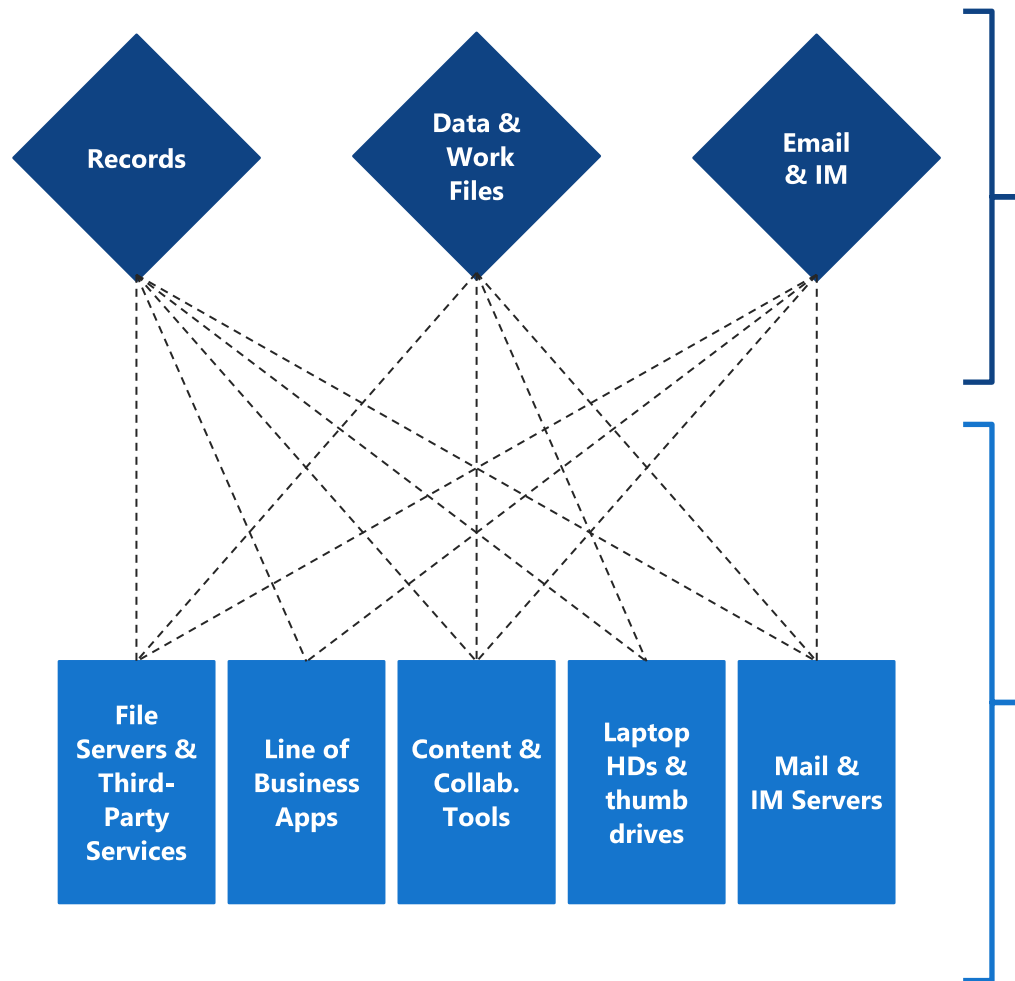 Records
Data &
Work
Files
Email
& IM
File
Servers &
Third-
Party
Services
Line of
Business
Apps
Content &
Collab.
Tools
Laptop
HDs &
thumb
drives
Mail &
IM Servers